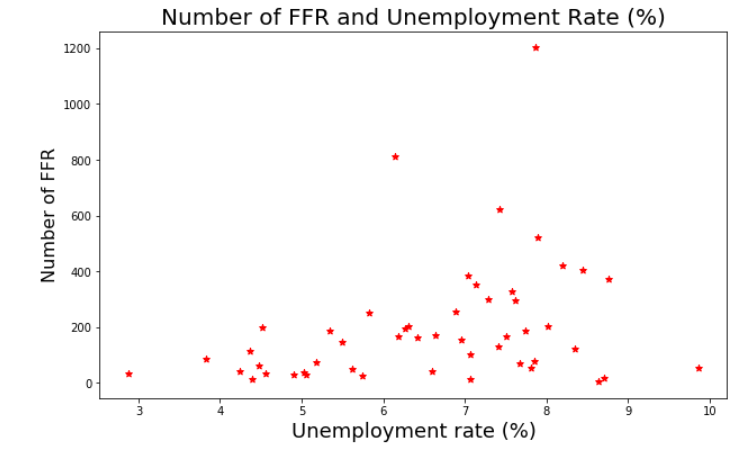 Number of FFR and Unemployment Rate (%)
1200
1000
800
600
400
200
0
Number of FFR
3 4 5 6 7 8 9 10
Unemployment rate (%)